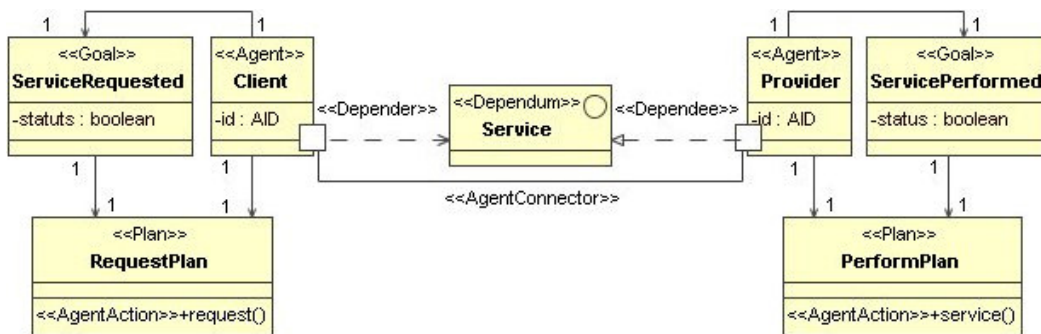 1 1 1 1
<<Goal>> <<Agent>> <<Agent>> <<Goal>>
ServiceRequested Client Provider ServicePerformed
<<Depender>> <<Dependum>> <<Dependee>>
-statuts : boolean -id : AID Service -id : AID -status : boolean
1 1 1 1
<<AgentConnector>>
1 1 1 1
<<Plan>> <<Plan>>
RequestPlan PerformPlan
<<AgentAction>>+request() <<AgentAction>>+service()